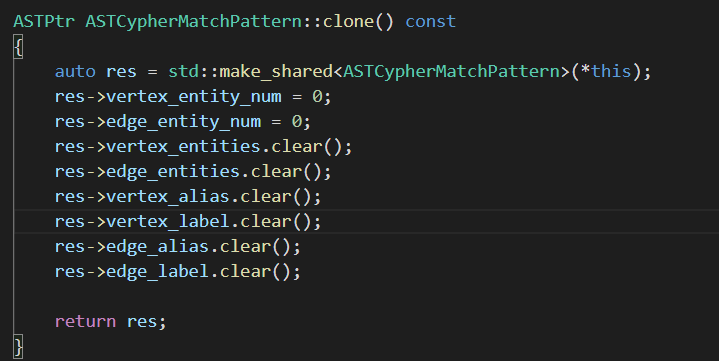 ASTPtr ASTCypherMatchPattern::clone() const
{
    auto res = std::make_shared<ASTCypherMatchPattern>(*this);
    res->vertex_entity_num = 0;
    res->edge_entity_num = 0;
    res->vertex_entities.clear();
    res->edge_entities.clear();
    res->vertex_alias.clear();
    res->vertex_label.clear();
    res->edge_alias.clear();
    res->edge_label.clear();
    return res;
}